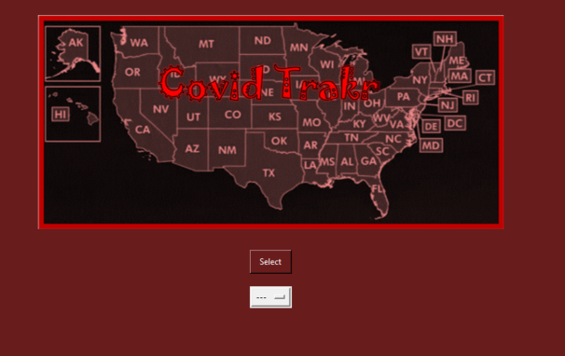 NH
AK
WA
MT
ND
MN
VT
ME
OR
ID
WI
NY
MA
CT
Covid Trakr
NE
PA
RI
HI
NV
UT
CO
KS
MO
IN
OH
NJ
CA
KY
WV
VA
DE
DC
AZ
NM
OK
AR
TN
NC
MD
TX
LA
MS
AL
GA
SC
FL
Select
---